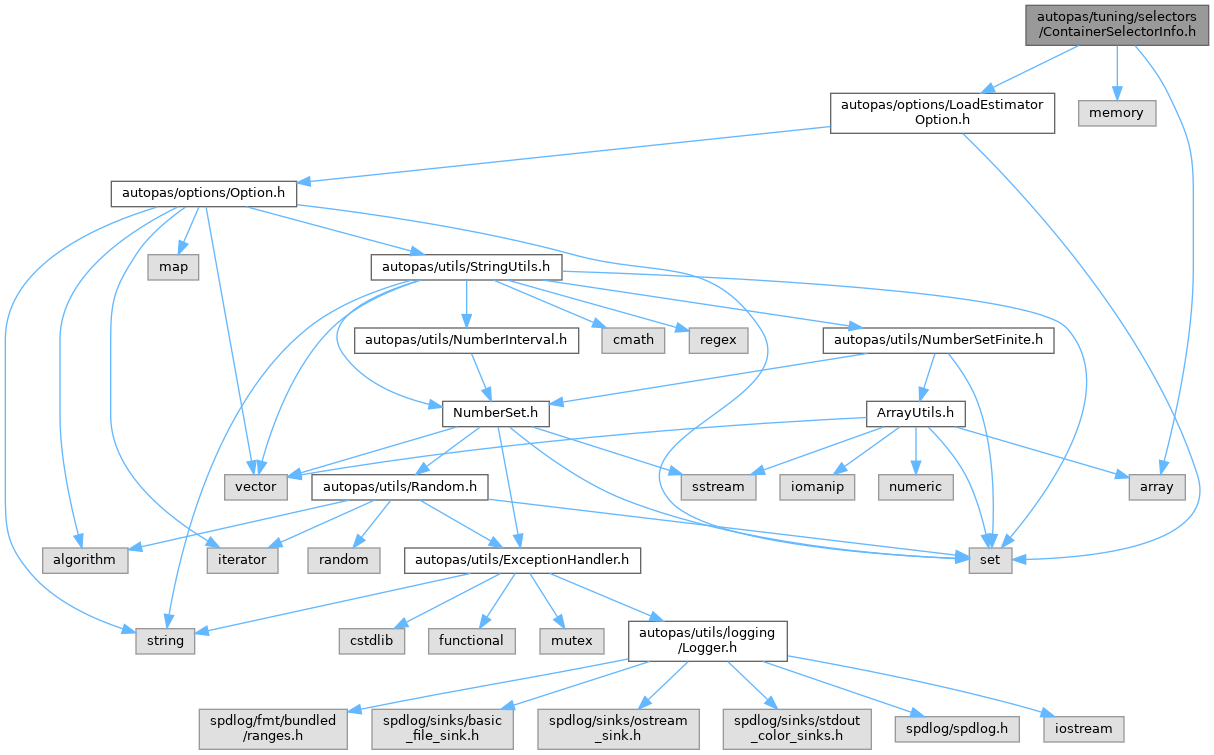 autopas/tuning/selectors
/ContainerSelectorInfo.h
autopas/options/LoadEstimator
Option.h
memory
autopas/options/Option.h
map
autopas/utils/StringUtils.h
autopas/utils/NumberInterval.h
cmath
regex
autopas/utils/NumberSetFinite.h
NumberSet.h
ArrayUtils.h
vector
autopas/utils/Random.h
sstream
iomanip
numeric
array
algorithm
iterator
random
autopas/utils/ExceptionHandler.h
set
string
cstdlib
functional
mutex
autopas/utils/logging
/Logger.h
spdlog/fmt/bundled
/ranges.h
spdlog/sinks/basic
_file_sink.h
spdlog/sinks/ostream
_sink.h
spdlog/sinks/stdout
_color_sinks.h
spdlog/spdlog.h
iostream